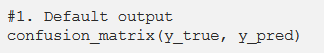 #1. Default output
confusion_matrix(y_true, y_pred)